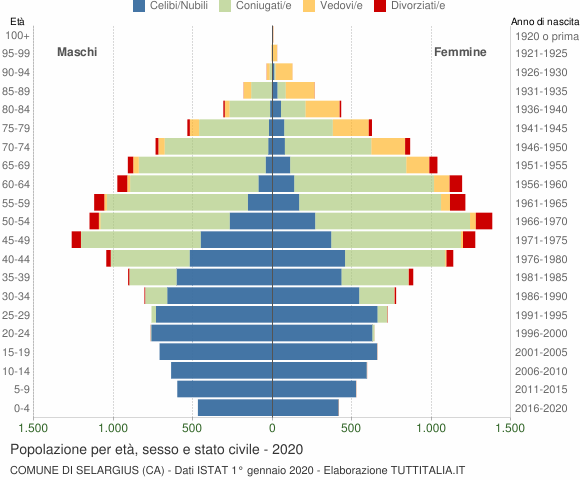 Celibi/Nubili Coniugati/e Vedovi/e Divorziati/e
Età Anno di nascita
Maschi Femmine
100+ 1920 o prima
95-99 1921-1925
90-94 1926-1930
85-89 1931-1935
80-84 1936-1940
75-79 1941-1945
70-74 1946-1950
65-69 1951-1955
60-64 1956-1960
55-59 1961-1965
50-54 1966-1970
45-49 1971-1975
40-44 1976-1980
35-39 1981-1985
30-34 1986-1990
25-29 1991-1995
20-24 1996-2000
15-19 2001-2005
10-14 2006-2010
5-9 2011-2015
0-4 2016-2020
1.500 1.000 500 0 500 1.000 1.500
Popolazione per età, sesso e stato civile - 2020
COMUNE DI SELARGIUS (CA) - Dati ISTAT 1° gennaio 2020 - Elaborazione TUTTITALIA.IT